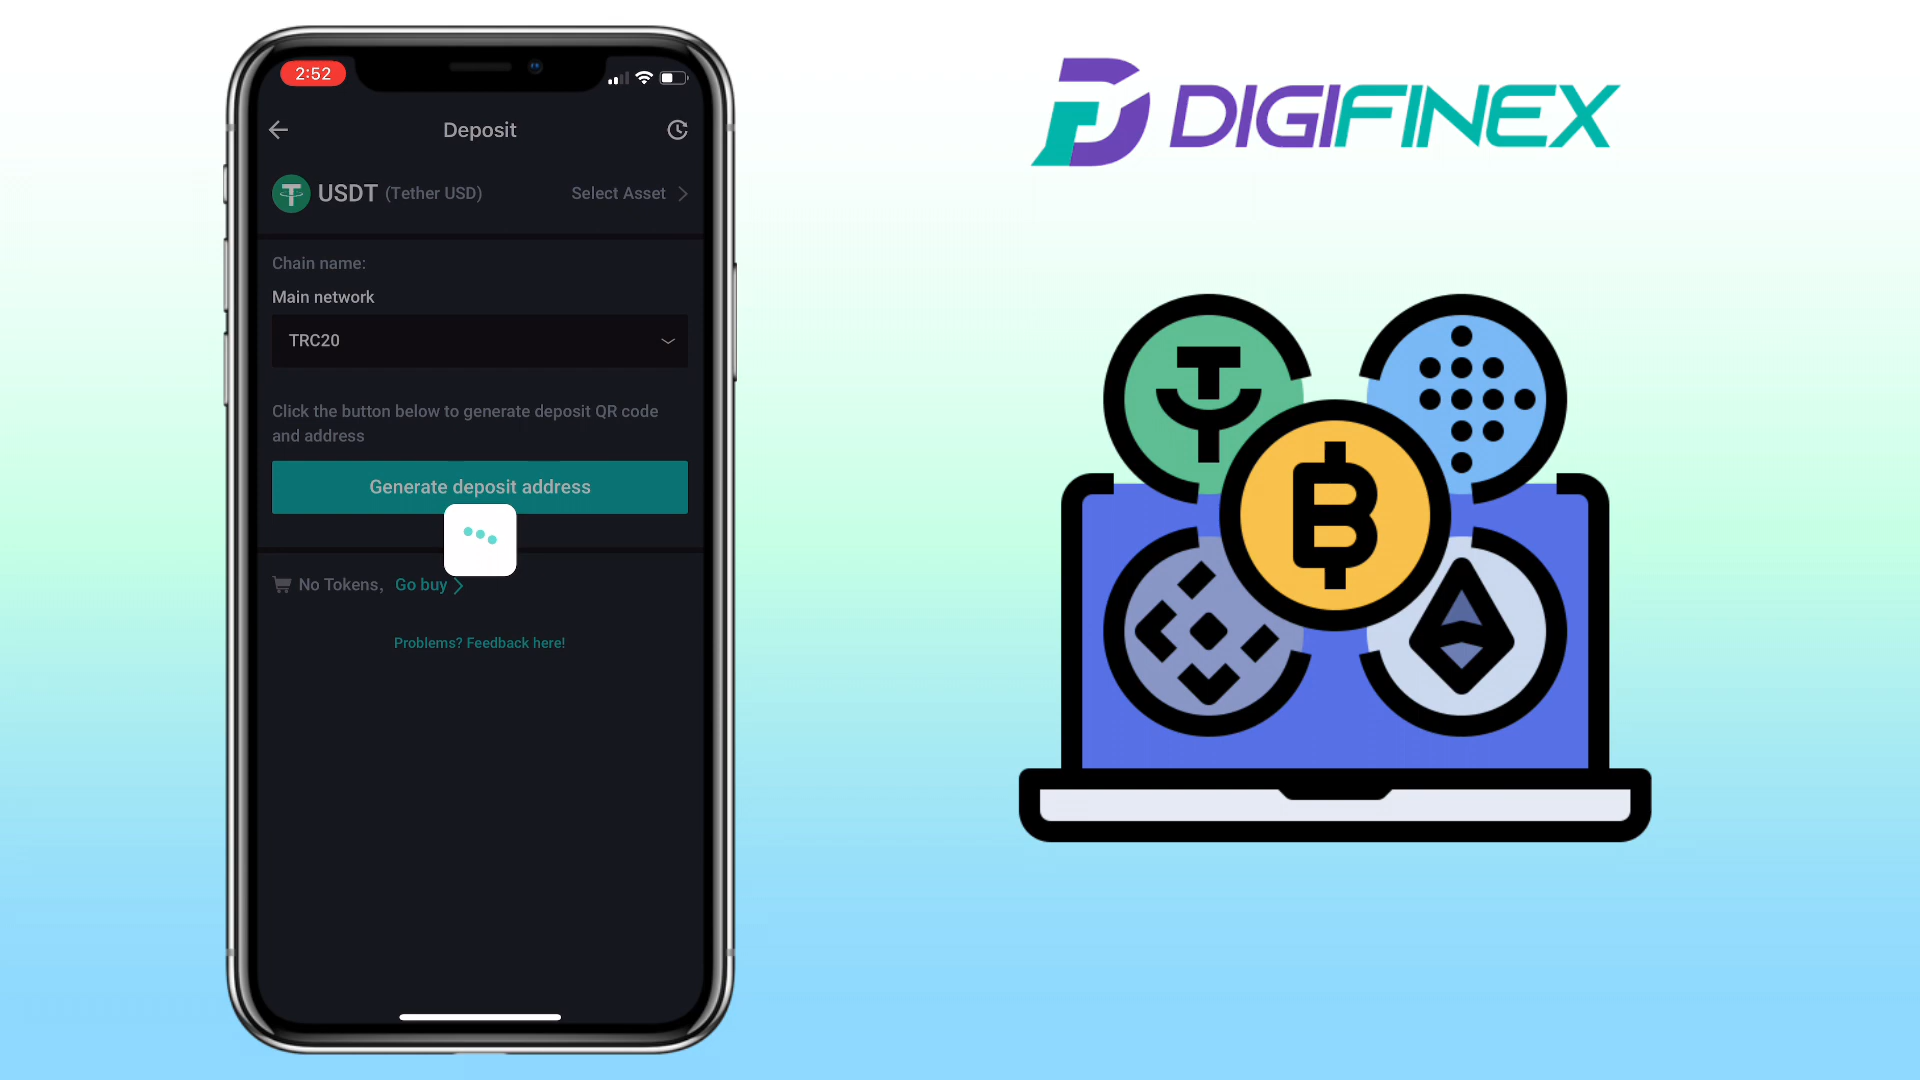 2:52
Deposit
USDT (Tether USD) Select Asset
Chain name:
Main network
TRC20
Click the button below to generate deposit QR code
and address
Generate deposit address
No Tokens, Go buy
Problems? Feedback here!
DIGIFINEX